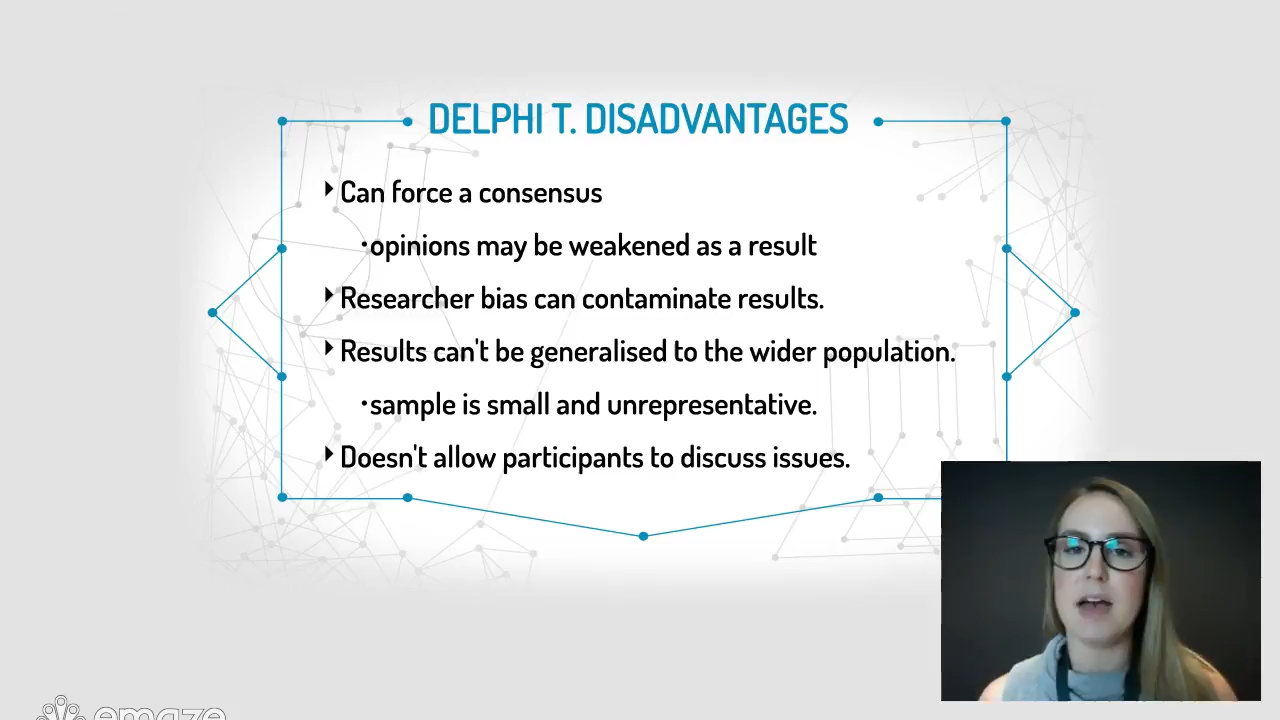 DELPHI T. DISADVANTAGES
Can force a consensus
•opinions may be weakened as a result
Researcher bias can contaminate results.
Results can't be generalised to the wider population.
•sample is small and unrepresentative.
Doesn't allow participants to discuss issues.
emaze